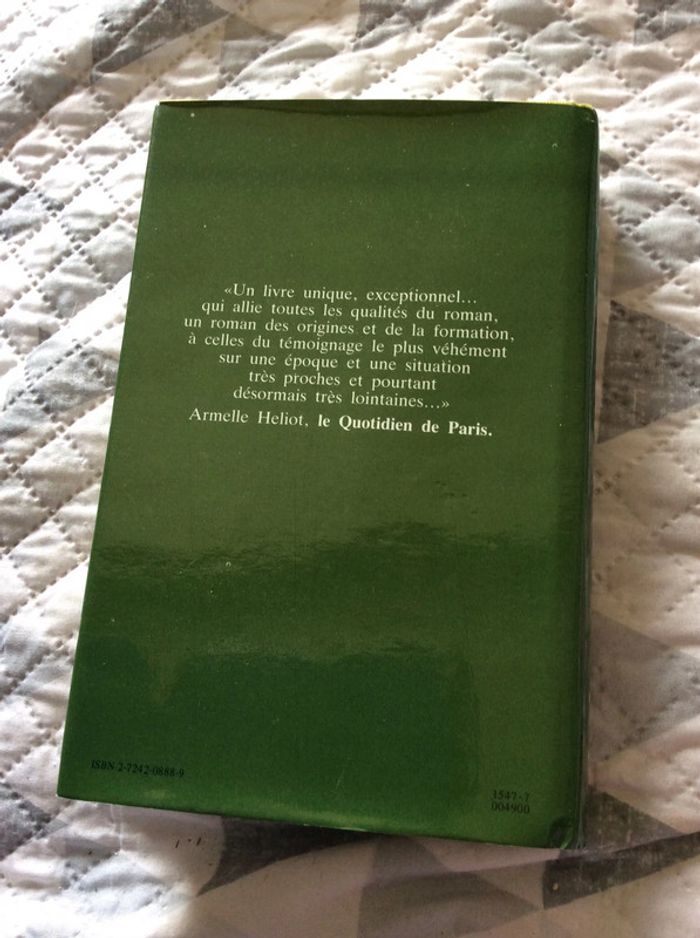 «Un livre unique, exceptionnel...
qui allie toutes les qualités du roman,
un roman des origines et de la formation,
à celles du témoignage le plus véhément
sur une époque et une situation
très proches et pourtant
désormais très lointaines...»
Armelle Heliot, le Quotidien de Paris.
ISBN 2-7242-0888-9
1547-7
004900